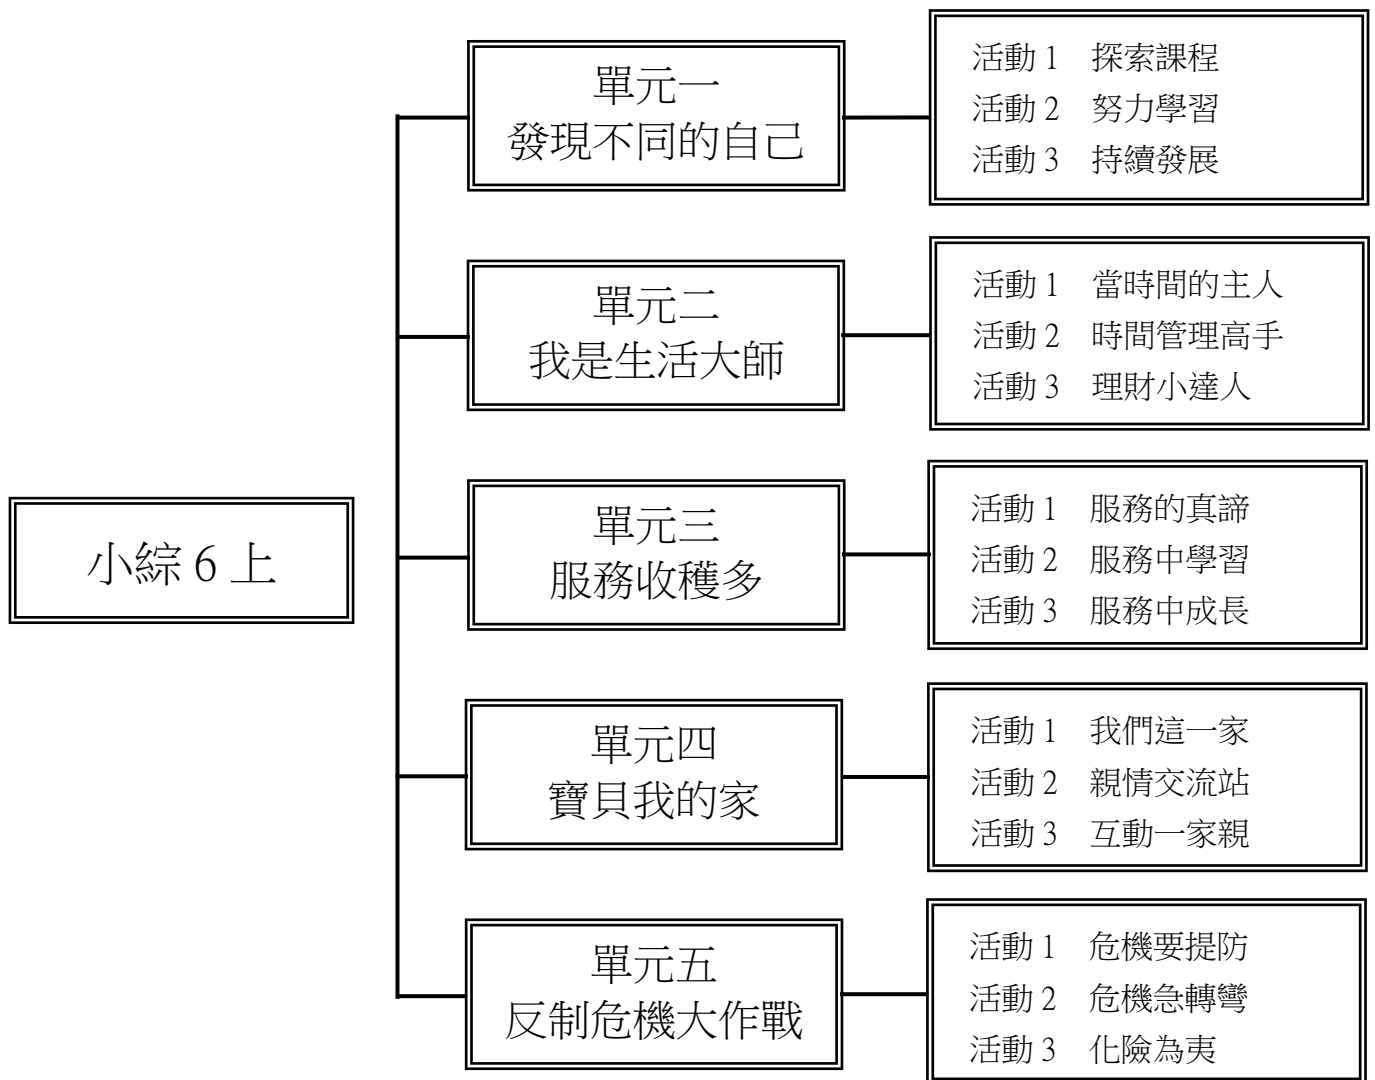 小綜 6 上
單元一
發現不同的自己
活動 1 探索課程
活動 2 努力學習
活動 3 持續發展
單元二
我是生活大師
活動 1 當時間的主人
活動 2 時間管理高手
活動 3 理財小達人
單元三
服務收穫多
活動 1 服務的真諦
活動 2 服務中學習
活動 3 服務中成長
單元四
寶貝我的家
活動 1 我們這一家
活動 2 親情交流站
活動 3 互動一家親
單元五
反制危機大作戰
活動 1 危機要提防
活動 2 危機急轉彎
活動 3 化險為夷